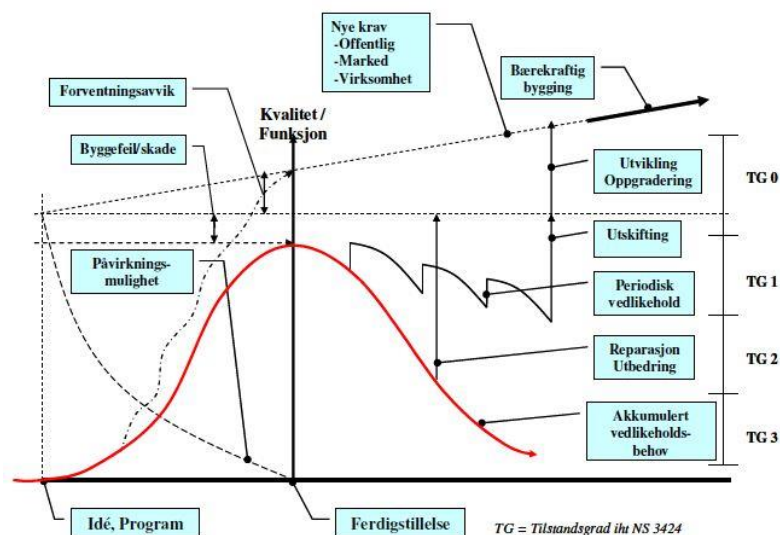 Nye krav
-Offentlig
-Marked
-Virksomhet
Bærekraftig
bygging
Forventningsavvik
Kvalitet /
Funksjon
Byggefeil/skade
Utvikling
Oppgradering
TG 0
Utskifting
Påvirknings-
mulighet
Periodisk
vedlikehold
TG 1
Reparasjon
Utbedring
TG 2
Akkumulert
vedlikeholds-
behov
TG 3
Idé, Program
Ferdigstillelse
TG = Tilstandsgrad iht NS 3424